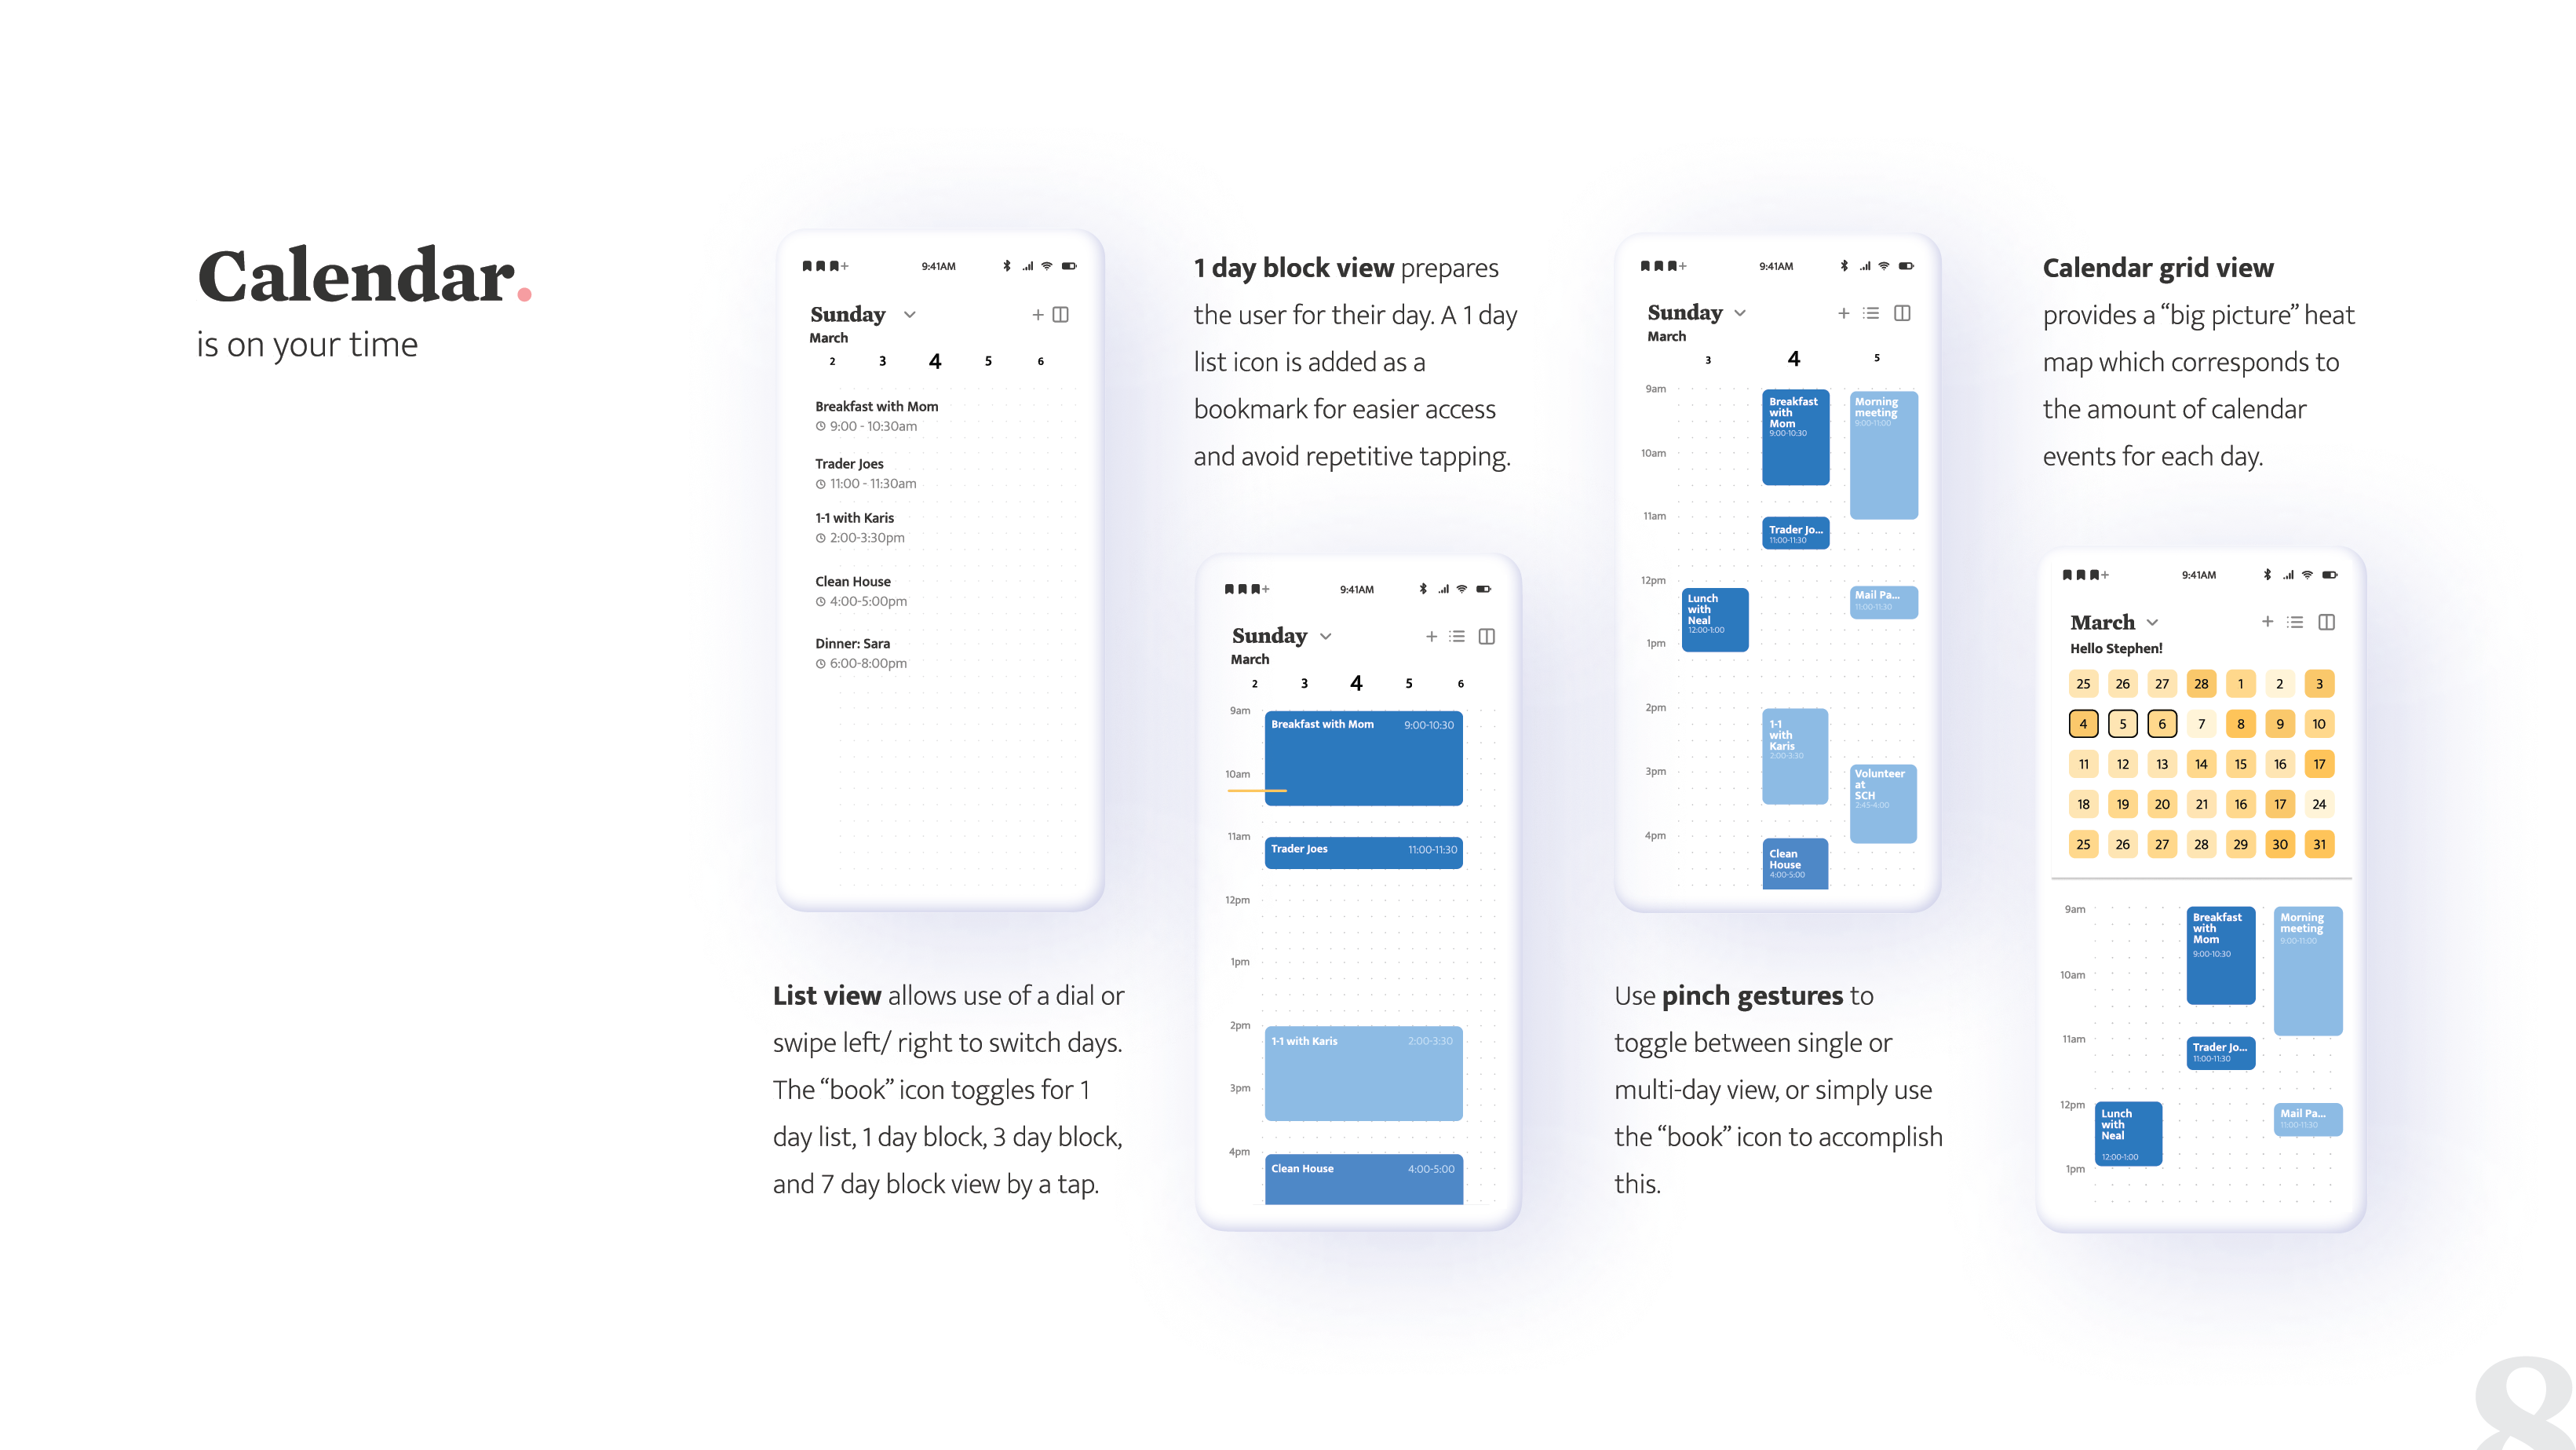 Calendar.
is on your time
9:41AM
Sunday
March
2 3 4 5 6
Breakfast with Mom
9:00 - 10:30am
Trader Joes
11:00 - 11:30am
1-1 with Karis
2:00-3:30pm
Clean House
4:00-5:00pm
Dinner: Sara
6:00-8:00pm
List view allows use of a dial or
swipe left/ right to switch days.
The “book” icon toggles for 1
day list, 1 day block, 3 day block,
and 7 day block view by a tap.
1 day block view prepares
the user for their day. A 1 day
list icon is added as a
bookmark for easier access
and avoid repetitive tapping.
9:41AM
Sunday
March
2 3 4 5 6
9am
Breakfast with Mom 9:00-10:30
10am
11am
Trader Joes 11:00-11:30
12pm
1pm
2pm
1-1 with Karis 2:00-3:30
3pm
4pm
Clean House 4:00-5:00
9:41AM
Sunday
March
3 4 5
9am
Breakfast
with
Mom
9:00-10:30
Morning
meeting
9:00-11:00
10am
11am
Trader Jo...
11:00-11:30
12pm
Lunch
with
Neal
12:00-1:00
Mail Pa...
11:00-11:30
1pm
2pm
1-1
with
Karis
2:00-3:30
3pm
Volunteer
at
SCH
2:45-4:00
4pm
Clean
House
4:00-5:00
Use pinch gestures to
toggle between single or
multi-day view, or simply use
the “book” icon to accomplish
this.
Calendar grid view
provides a “big picture” heat
map which corresponds to
the amount of calendar
events for each day.
9:41AM
March
Hello Stephen!
25 26 27 28 1 2 3
4 5 6 7 8 9 10
11 12 13 14 15 16 17
18 19 20 21 16 17 24
25 26 27 28 29 30 31
9am
Breakfast
with
Mom
9:00-10:30
Morning
meeting
9:00-11:00
10am
11am
Trader Jo...
11:00-11:30
12pm
Lunch
with
Neal
12:00-1:00
Mail Pa...
11:00-11:30
1pm
8